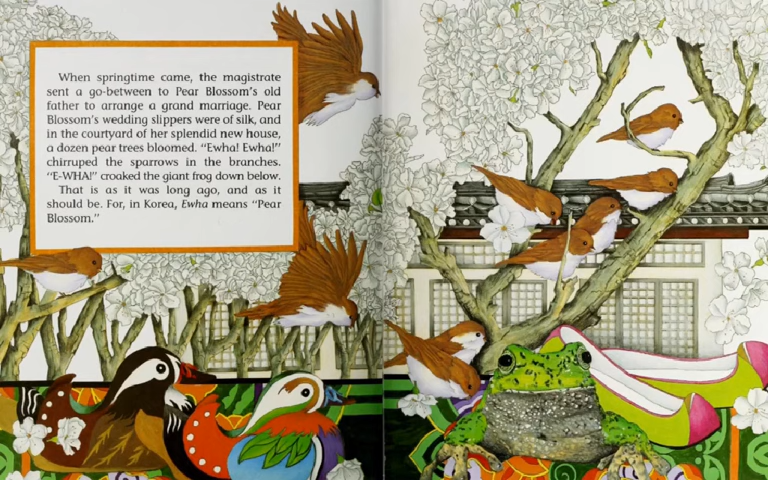 When springtime came, the magistrate
sent a go-between to Pear Blossom's old
father to arrange a grand marriage. Pear
Blossom's wedding slippers were of silk, and
in the courtyard of her splendid new house,
a dozen pear trees bloomed. "Ewha! Ewha!"
chirruped the sparrows in the branches.
"E-WHA!" croaked the giant frog down below.
That is as it was long ago, and as it
should be. For, in Korea, Ewha means "Pear
Blossom."